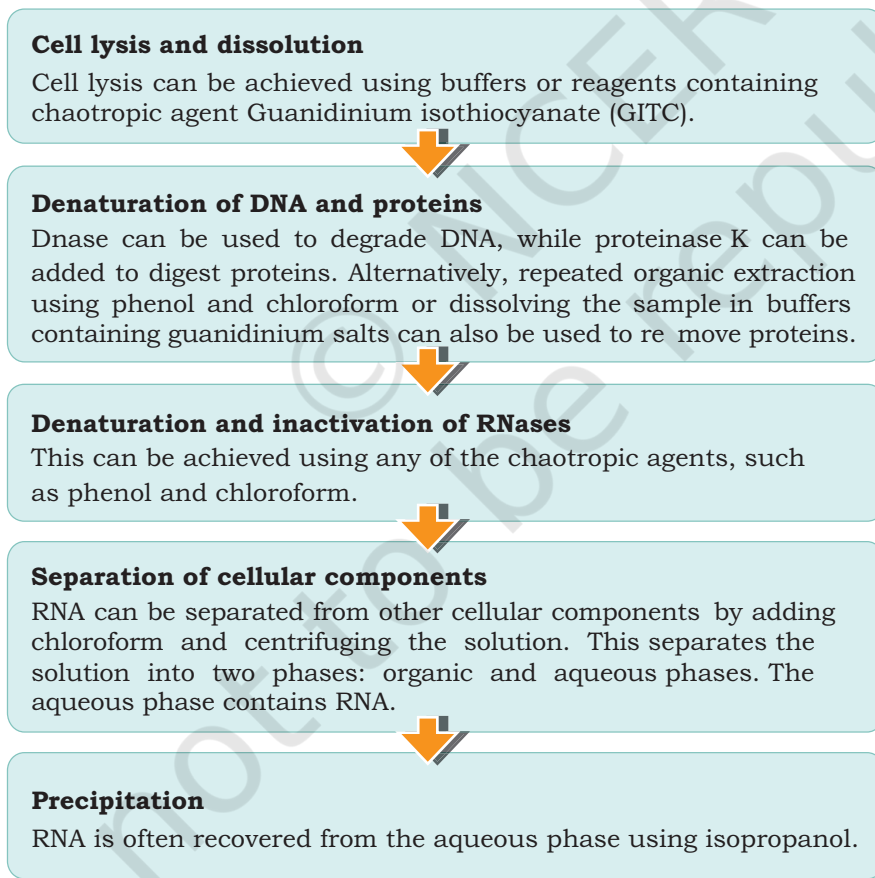 Cell lysis and dissolution
Cell lysis can be achieved using buffers or reagents containing
chaotropic agent Guanidinium isothiocyanate (GITC).
Denaturation of DNA and proteins
Dnase can be used to degrade DNA, while proteinase K can be
added to digest proteins. Alternatively, repeated organic extraction
using phenol and chloroform or dissolving the sample in buffers
containing guanidinium salts can also be used to re move proteins.
Denaturation and inactivation of RNases
This can be achieved using any of the chaotropic agents, such
as phenol and chloroform.
Separation of cellular components
RNA can be separated from other cellular components by adding
chloroform and centrifuging the solution. This separates the
solution into two phases: organic and aqueous phases. The
aqueous phase contains RNA.
Precipitation
RNA is often recovered from the aqueous phase using isopropanol.
© NCER
not to be repu